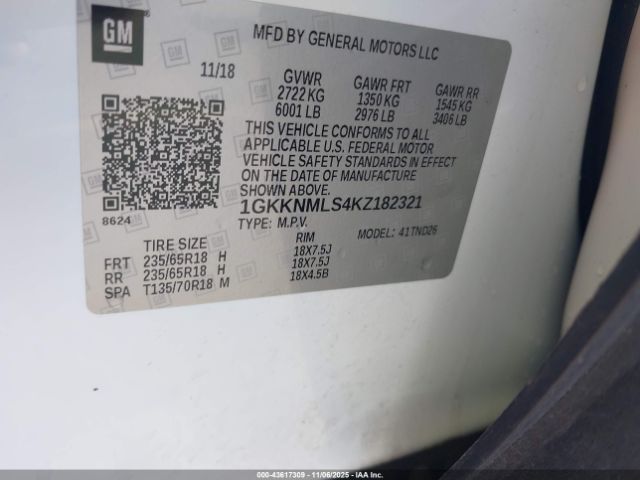 GM
MFD BY GENERAL MOTORS LLC
11/18 GVWR GAWR FRT GAWR RR
2722 KG 1350 KG 1545 KG
6001 LB 2976 LB 3406 LB
THIS VEHICLE CONFORMS TO ALL
APPLICABLE U.S. FEDERAL MOTOR
VEHICLE SAFETY STANDARDS IN EFFECT
ON THE DATE OF MANUFACTURE
SHOWN ABOVE.
8624 1GKKNMLS4KZ182321
TYPE: M.P.V. MODEL: 41TND26
TIRE SIZE RIM
FRT 235/65R18 H 18X7.5J
RR 235/65R18 H 18X7.5J
SPA T135/70R18 M 18X4.5B
000-43617309 - 11/06/2025 - IAAI, Inc.